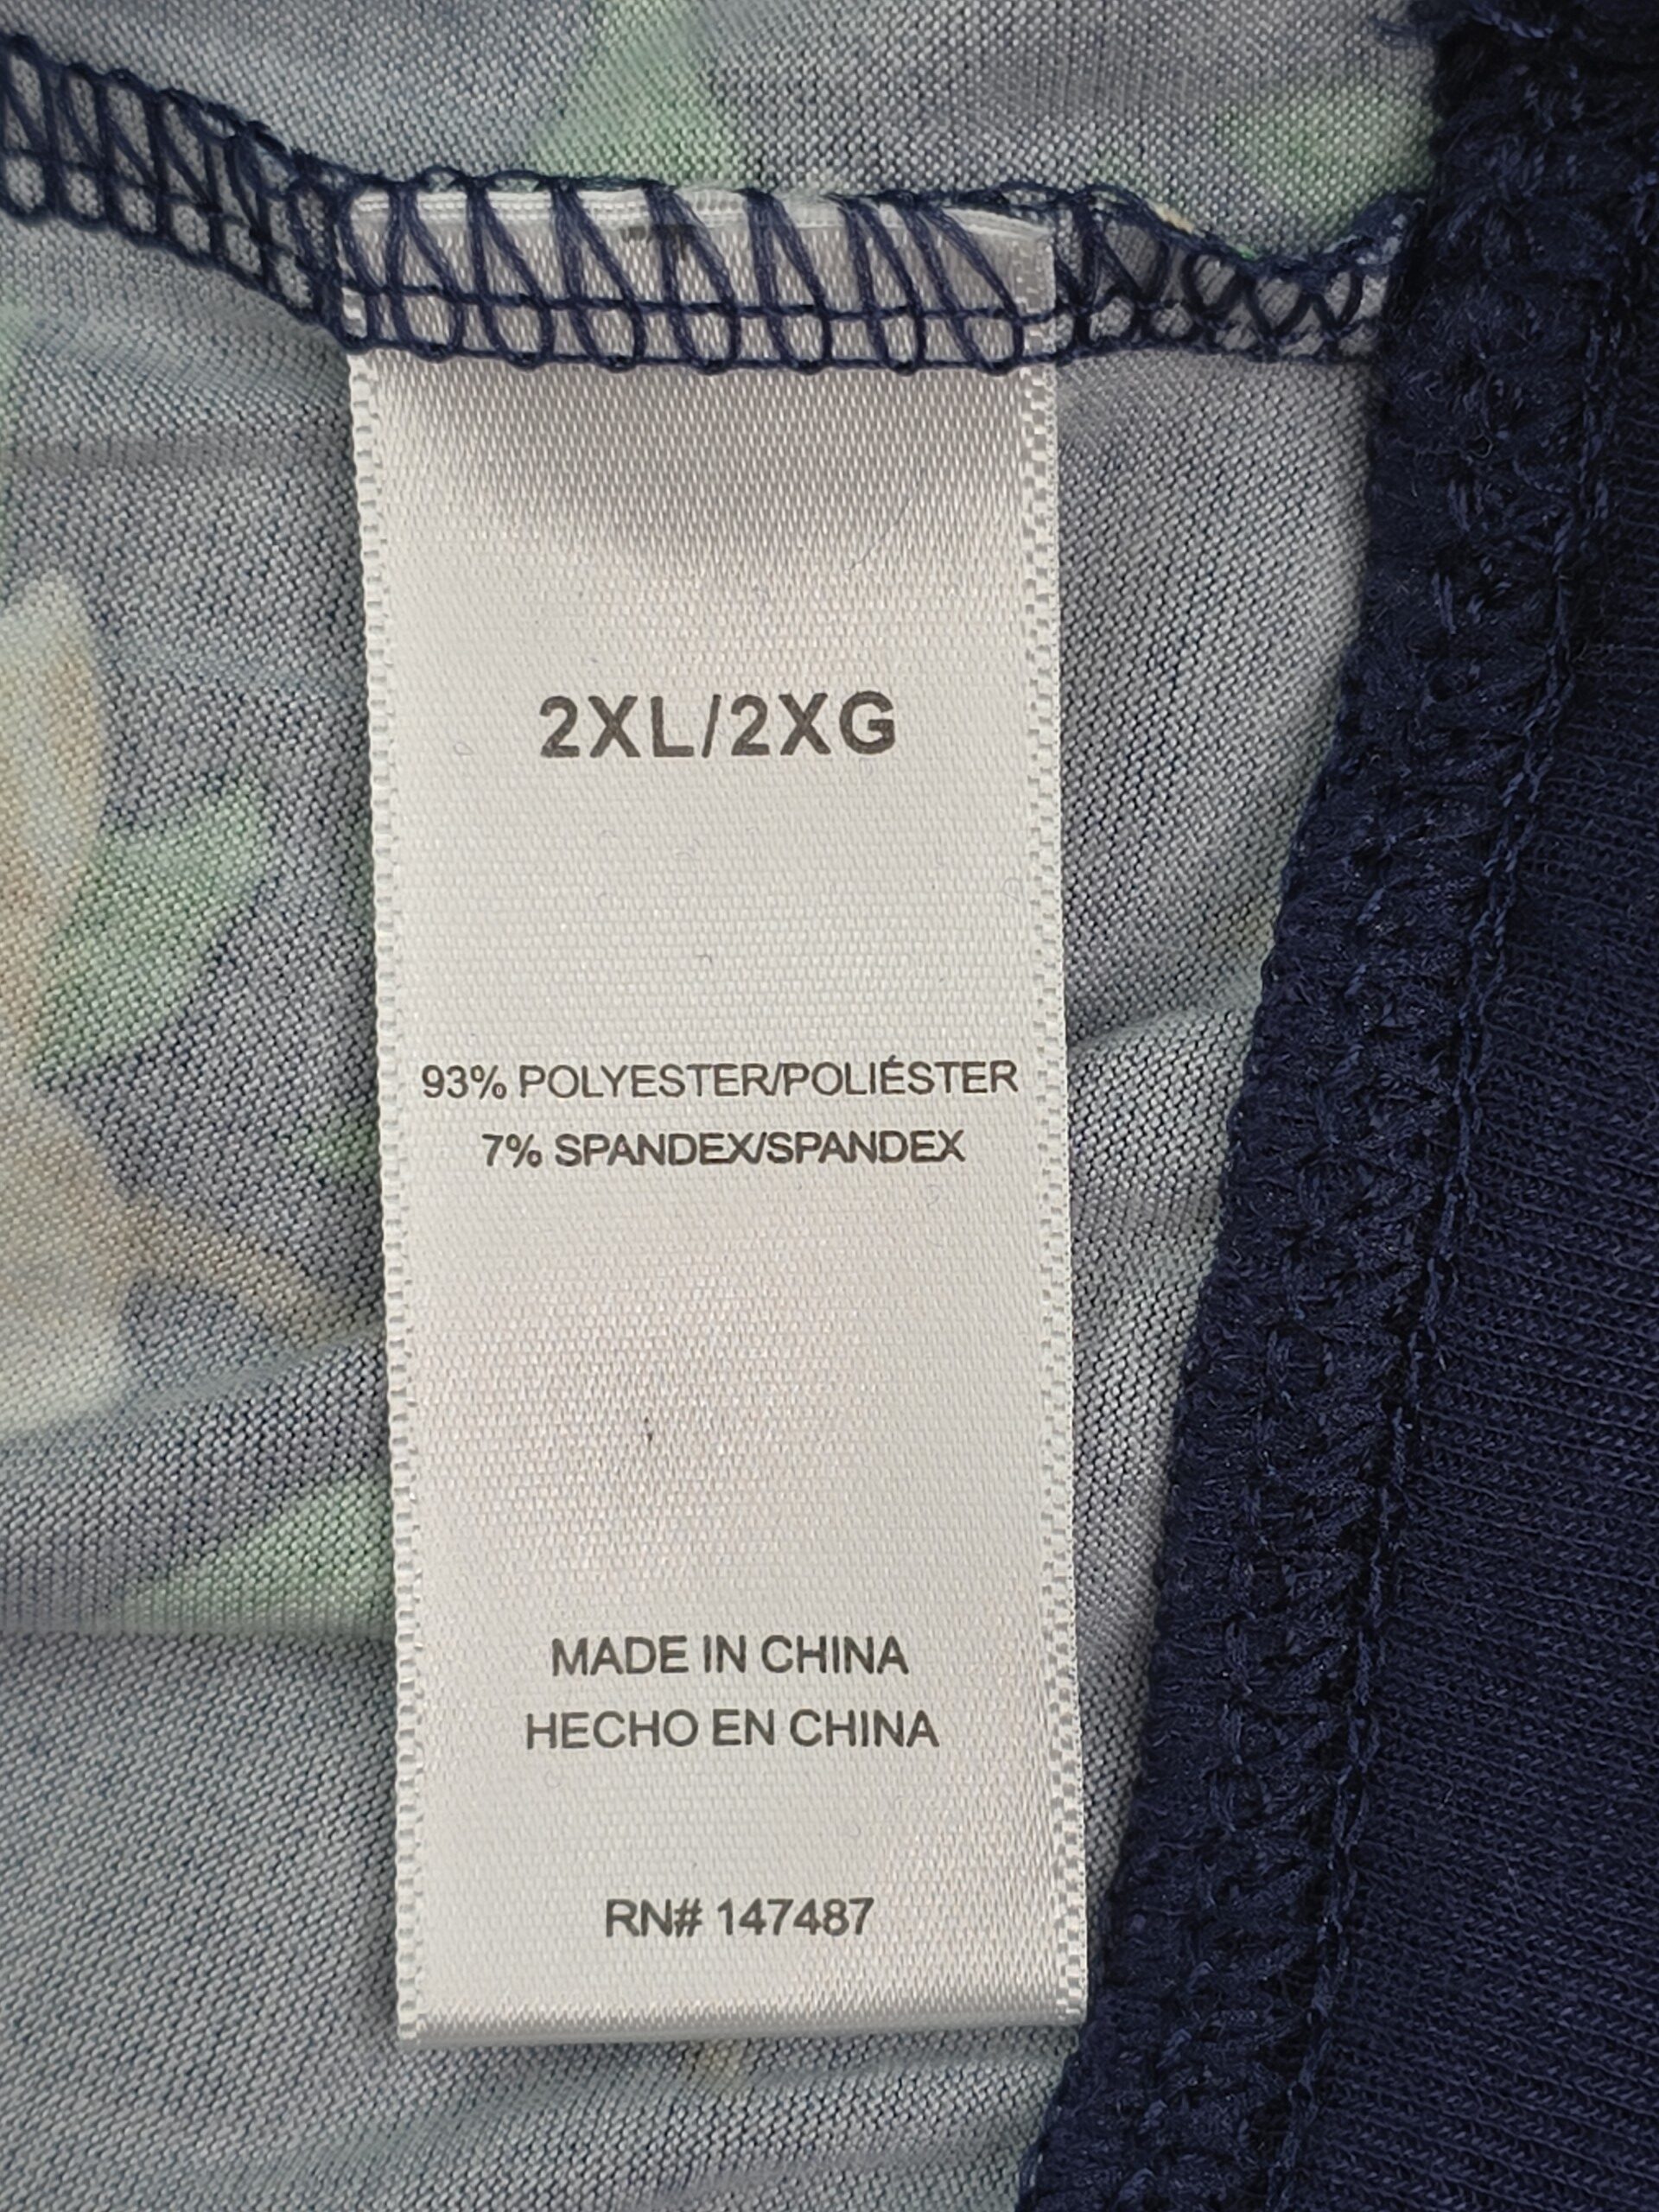 2XL/2XG
93% POLYESTER/POLIÉSTER
7% SPANDEX/SPANDEX
MADE IN CHINA
HECHO EN CHINA
RN# 147487